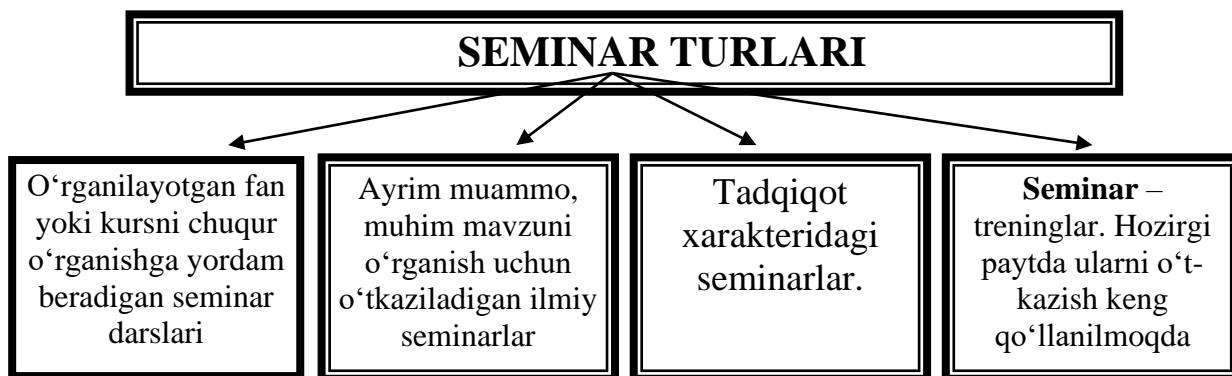 SEMINAR TURLARI
O‘rganilayotgan fan
yoki kursni chuqur
o‘rganishga yordam
beradigan seminar
darslari
Ayrim muammo,
muhim mavzuni
o‘rganish uchun
o‘tkaziladigan ilmiy
seminarlar
Tadqiqot
xarakteridagi
seminarlar.
Seminar –
treninglar. Hozirgi
paytda ularni o‘t-
kazish keng
qo‘llanilmoqda